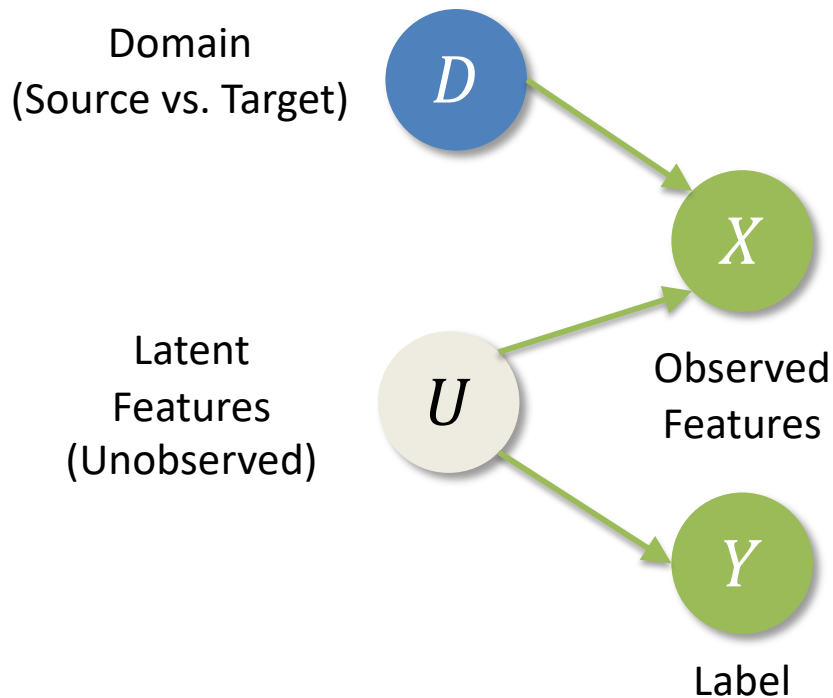 Domain
(Source vs. Target)
D
X
Latent
Features
(Unobserved)
U
Observed
Features
Y
Label